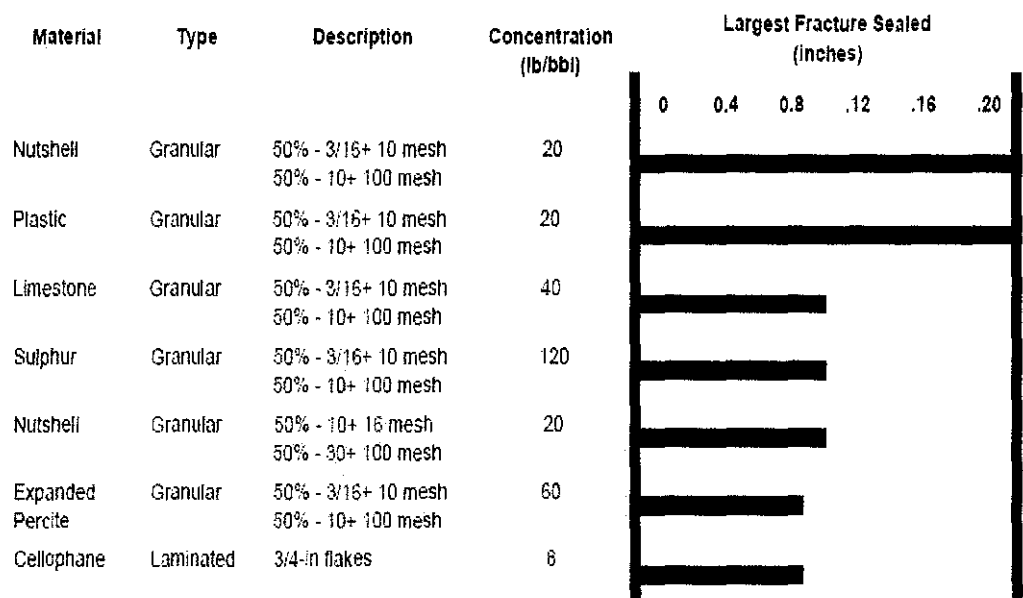 Material Type Description Concentration (lb/bbl) Largest Fracture Sealed (inches)
0 0.4 0.8 .12 .16 .20
Nutshell Granular 50% - 3/16+ 10 mesh 20
50% - 10+ 100 mesh
Plastic Granular 50% - 3/16+ 10 mesh 20
50% - 10+ 100 mesh
Limestone Granular 50% - 3/16+ 10 mesh 40
50% - 10+ 100 mesh
Sulphur Granular 50% - 3/16+ 10 mesh 120
50% - 10+ 100 mesh
Nutshell Granular 50% - 10+ 16 mesh 20
50% - 30+ 100 mesh
Expanded Granular 50% - 3/16+ 10 mesh 60
Percite 50% - 10+ 100 mesh
Cellophane Laminated 3/4-in flakes 6